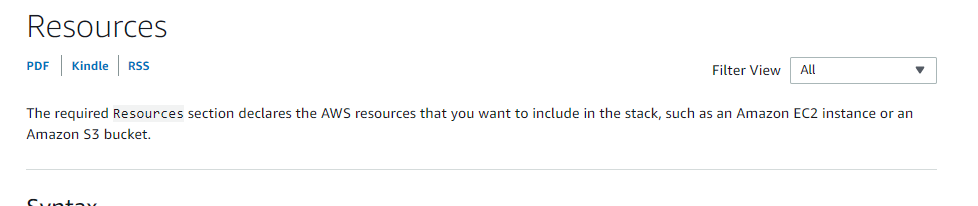 Resources
PDF Kindle RSS
Filter View All
The required Resources section declares the AWS resources that you want to include in the stack, such as an Amazon EC2 instance or an
Amazon S3 bucket.
Syntax